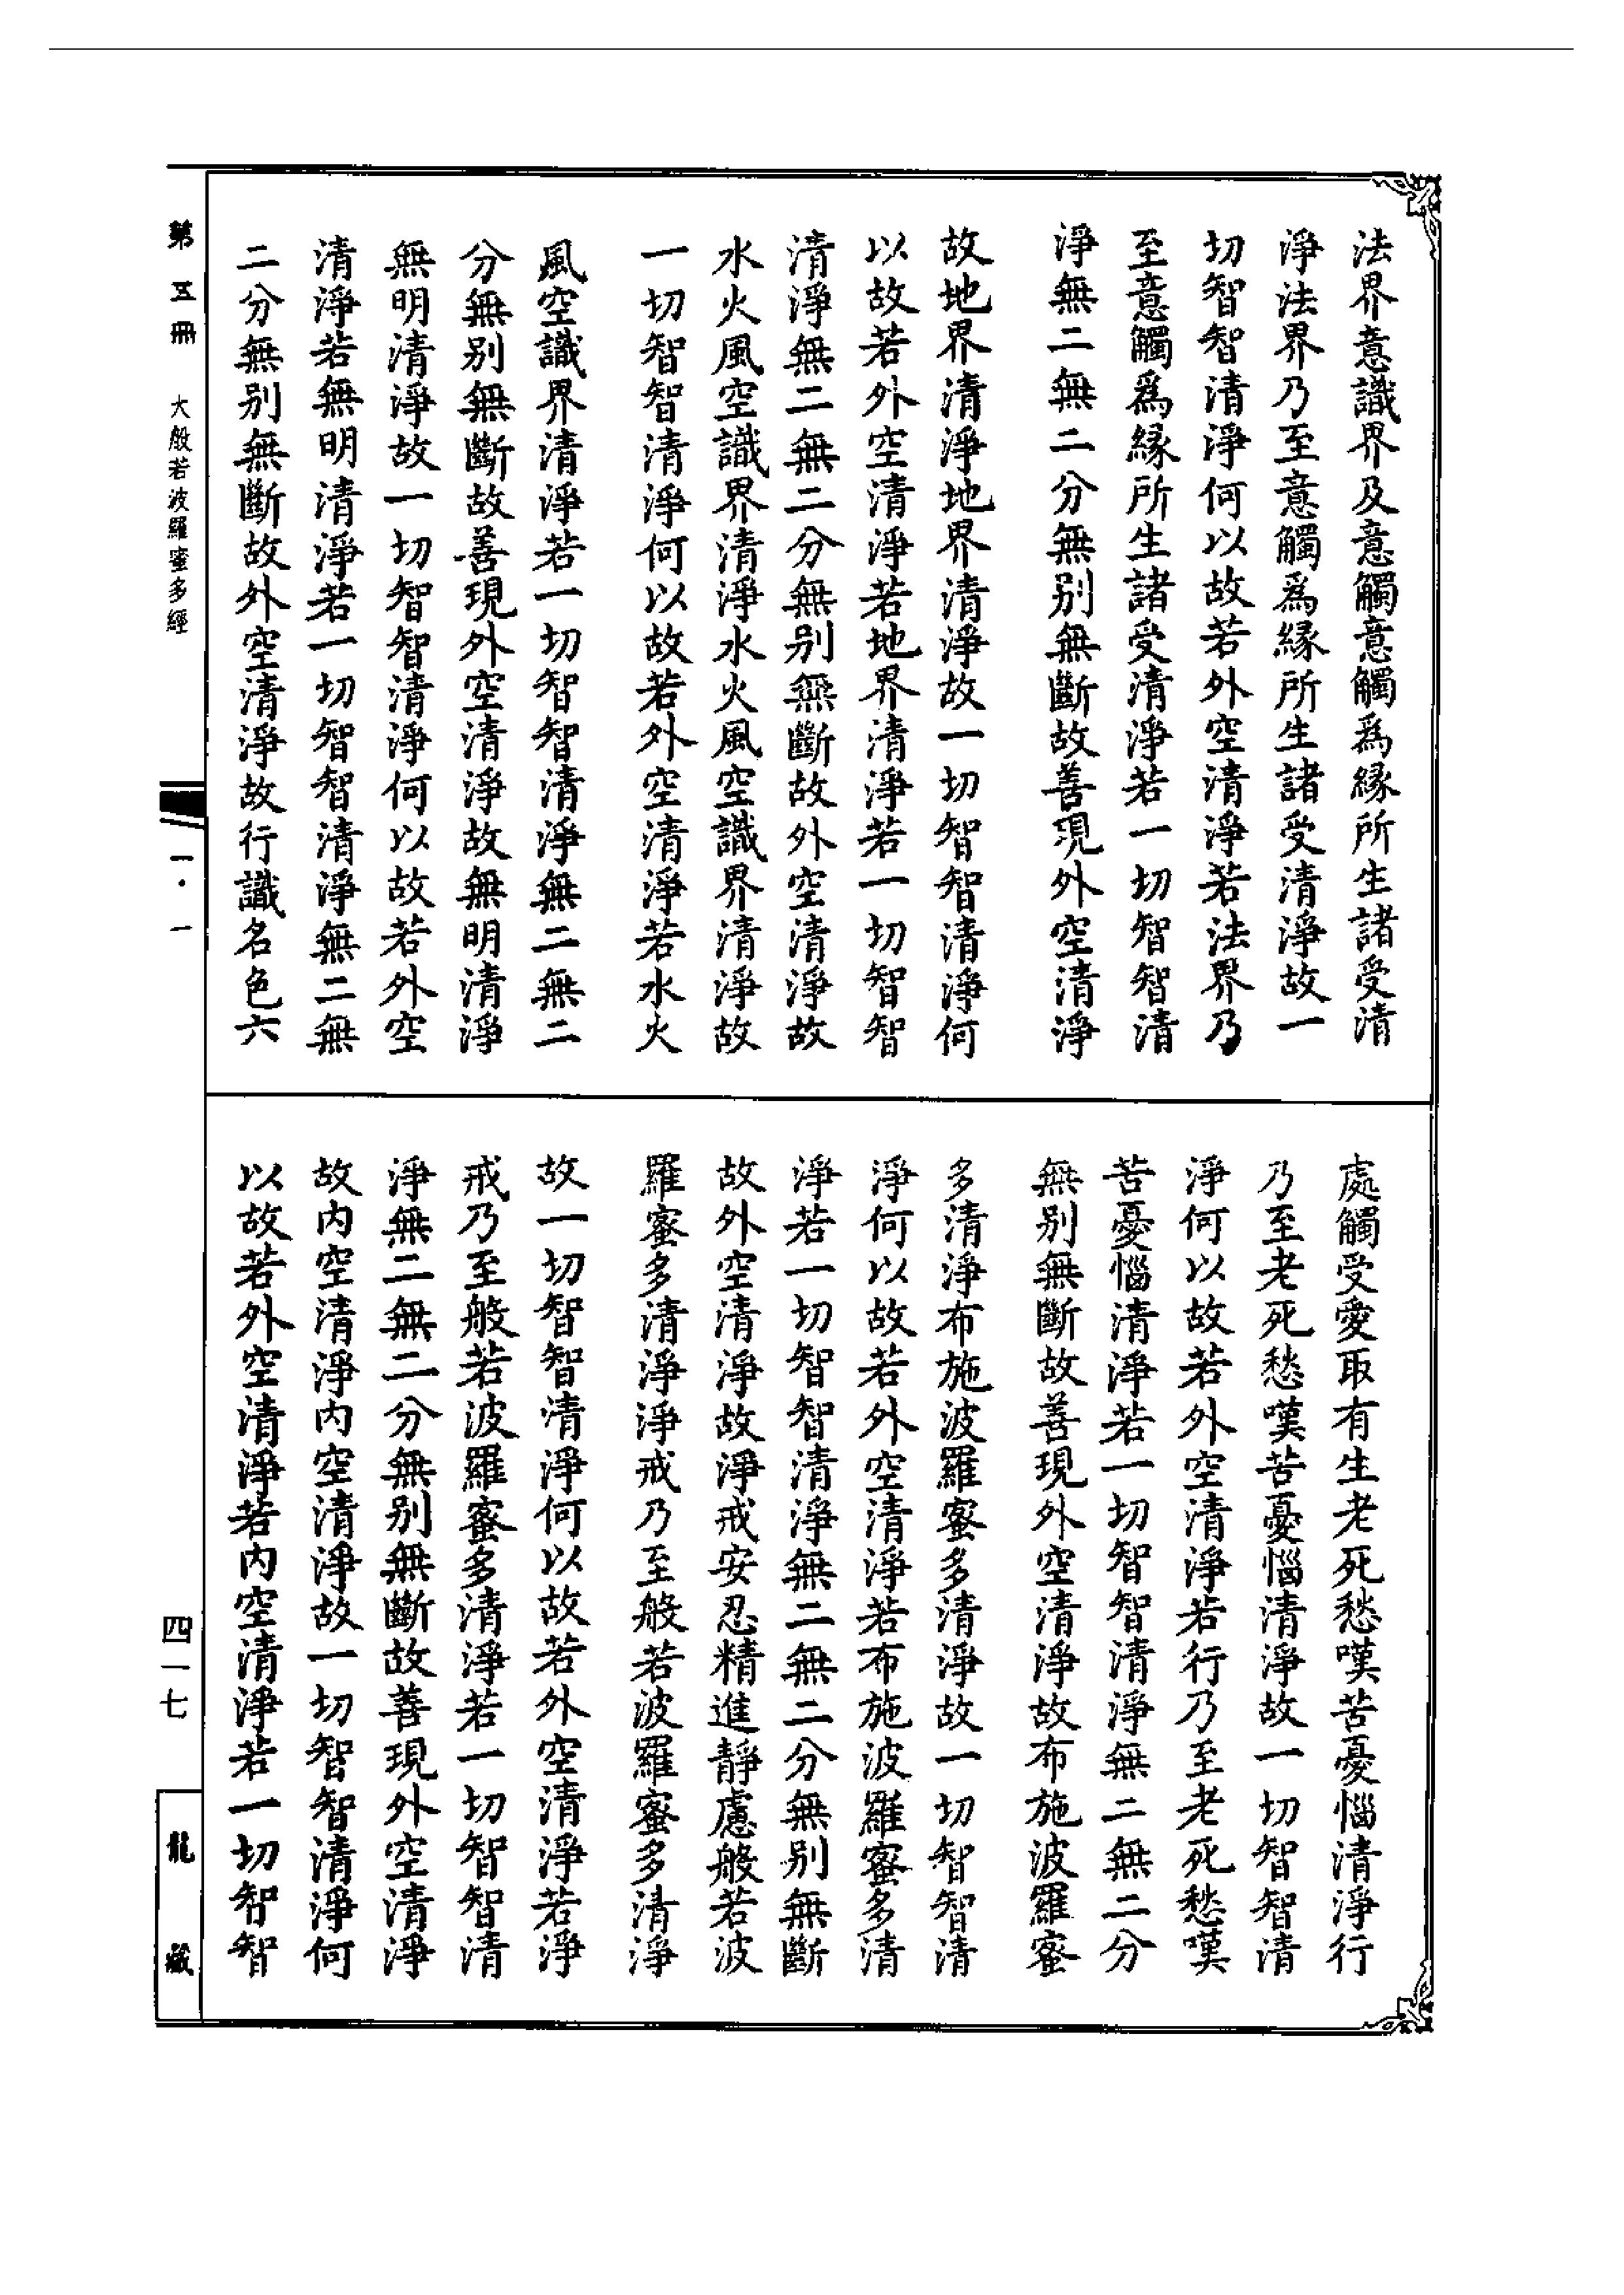 法界意識界及意觸意觸爲縁所生諸受清
淨法界乃至意觸爲縁所生諸受清淨故一
切智智清淨何以故若外空清淨若法界乃
至意觸爲縁所生諸受清淨若一切智智清
淨無二無二分無别無斷故善現外空清淨
故地界清淨地界清淨故一切智智清淨何
以故若外空清淨若地界清淨若一切智智
清淨無二無二分無别無斷故外空清淨故
水火風空識界清淨水火風空識界清淨故
一切智智清淨何以故若外空清淨若水火
風空識界清淨若一切智智清淨無二無二
分無别無斷故善現外空清淨故無明清淨
無明清淨故一切智智清淨何以故若外空
清淨若無明清淨若一切智智清淨無二無
二分無别無斷故外空清淨故行識名色六
處觸受愛取有生老死愁嘆苦憂惱清淨行
乃至老死愁嘆苦憂惱清淨故一切智智清
淨何以故若外空清淨若行乃至老死愁嘆
苦憂惱清淨若一切智智清淨無二無二分
無别無斷故善現外空清淨故布施波羅蜜
多清淨布施波羅蜜多清淨故一切智智清
淨何以故若外空清淨若布施波羅蜜多清
淨若一切智智清淨無二無二分無别無斷
故外空清淨故淨戒安忍精進靜慮般若波
羅蜜多清淨淨戒乃至般若波羅蜜多清淨
故一切智智清淨何以故若外空清淨若淨
戒乃至般若波羅蜜多清淨若一切智智清
淨無二無二分無别無斷故善現外空清淨
故内空清淨内空清淨故一切智智清淨何
以故若外空清淨若内空清淨若一切智智
第五冊 大般若波羅蜜多經 一·一 四一七 龍藏